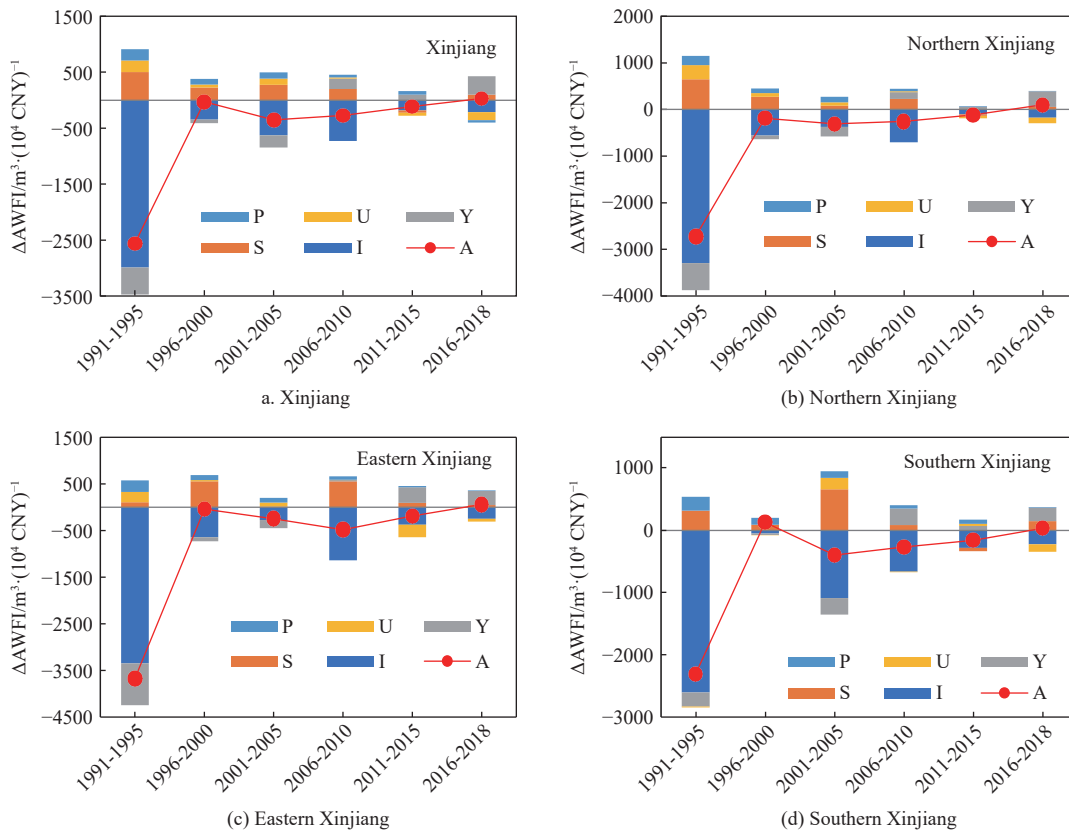 1500
500
−500
−1500
−2500
−3500
ΔAWFI/m³·(10⁴ CNY)⁻¹
Xinjiang
P U Y
S I A
1991-1995
1996-2000
2001-2005
2006-2010
2011-2015
2016-2018
a. Xinjiang
2000
1000
0
−1000
−2000
−3000
−4000
ΔAWFI/m³·(10⁴ CNY)⁻¹
Northern Xinjiang
P U Y
S I A
1991-1995
1996-2000
2001-2005
2006-2010
2011-2015
2016-2018
(b) Northern Xinjiang
1500
500
−500
−1500
−2500
−3500
−4500
ΔAWFI/m³·(10⁴ CNY)⁻¹
Eastern Xinjiang
P U Y
S I A
1991-1995
1996-2000
2001-2005
2006-2010
2011-2015
2016-2018
(c) Eastern Xinjiang
1000
0
−1000
−2000
−3000
ΔAWFI/m³·(10⁴ CNY)⁻¹
Southern Xinjiang
P U Y
S I A
1991-1995
1996-2000
2001-2005
2006-2010
2011-2015
2016-2018
(d) Southern Xinjiang